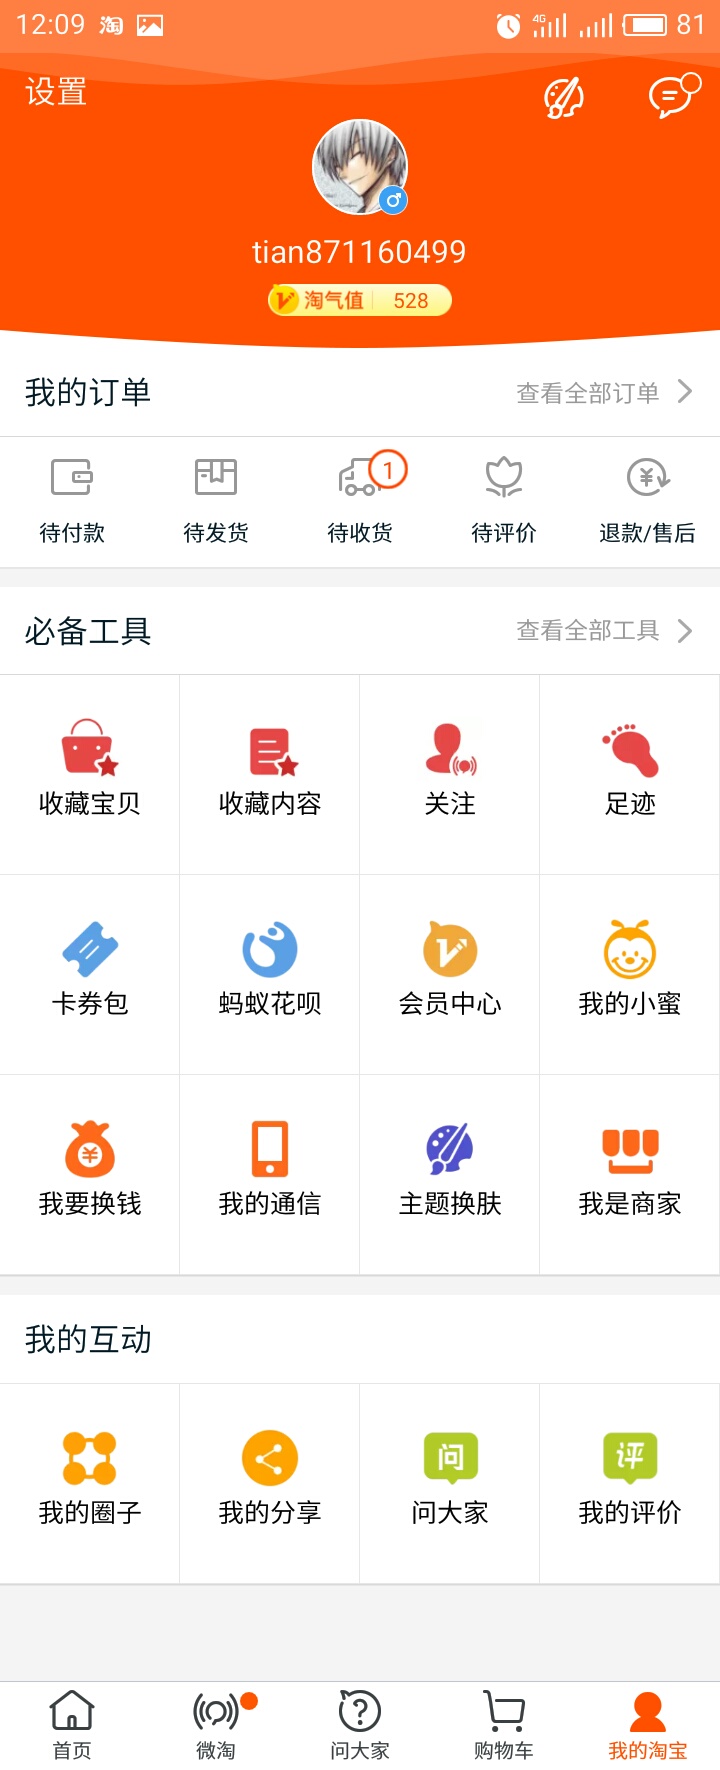 12:09 淘 4G 81
设置
tian871160499
淘气值 528
我的订单 查看全部订单
1
待付款 待发货 待收货 待评价 退款/售后
必备工具 查看全部工具
收藏宝贝 收藏内容 关注 足迹
卡券包 蚂蚁花呗 会员中心 我的小蜜
我要换钱 我的通信 主题换肤 我是商家
我的互动
问 评
我的圈子 我的分享 问大家 我的评价
首页 微淘 问大家 购物车 我的淘宝